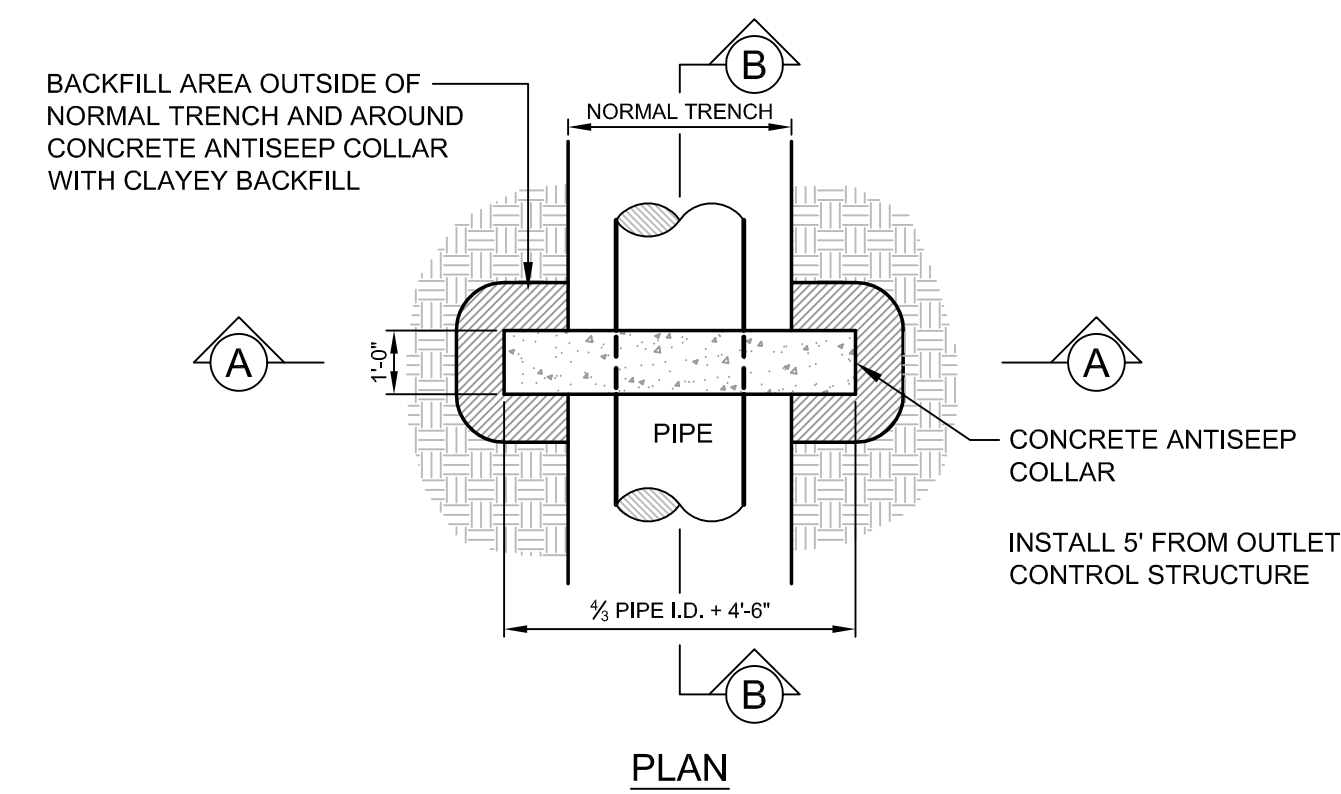 B
BACKFILL AREA OUTSIDE OF
NORMAL TRENCH AND AROUND
CONCRETE ANTISEEP COLLAR
WITH CLAYEY BACKFILL
NORMAL TRENCH
A
1'-0"
A
PIPE
CONCRETE ANTISEEP
COLLAR
INSTALL 5' FROM OUTLET
CONTROL STRUCTURE
⁴⁄₃ PIPE I.D. + 4'-6"
B
PLAN